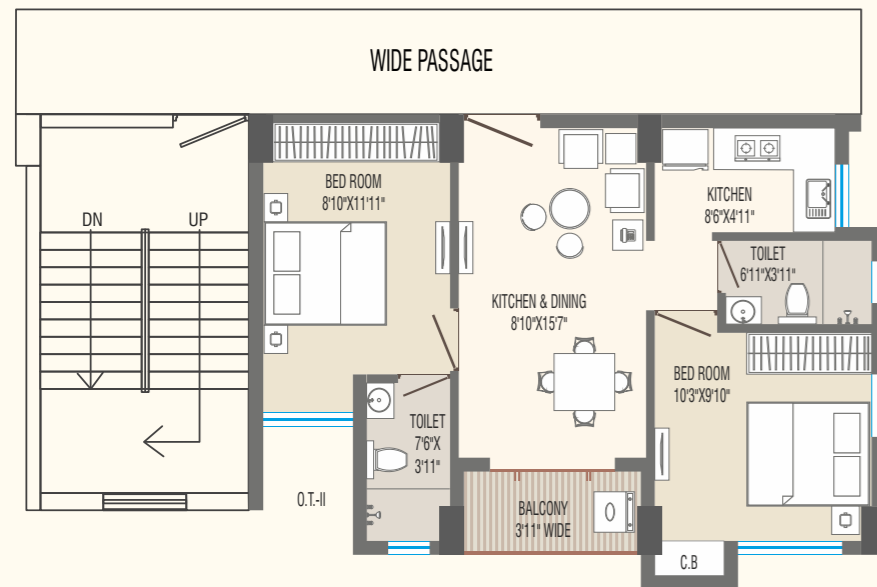 WIDE PASSAGE
DN
UP
BED ROOM
8'10"X11'11"
KITCHEN
8'6"X4'11"
TOILET
6'11"X3'11"
KITCHEN & DINING
8'10"X15'7"
BED ROOM
10'3"X9'10"
TOILET
7'6"X
3'11"
O.T.-II
BALCONY
3'11" WIDE
C.B